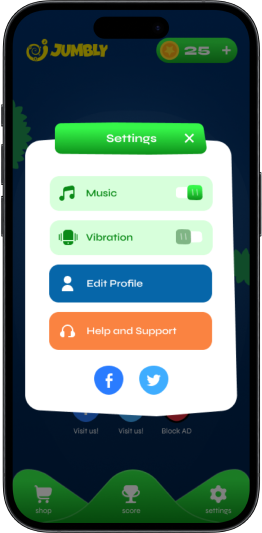 JUMBLY
25 +
Settings
Music
Vibration
Edit Profile
Help and Support
Visit us! Visit us! Block AD
shop score settings